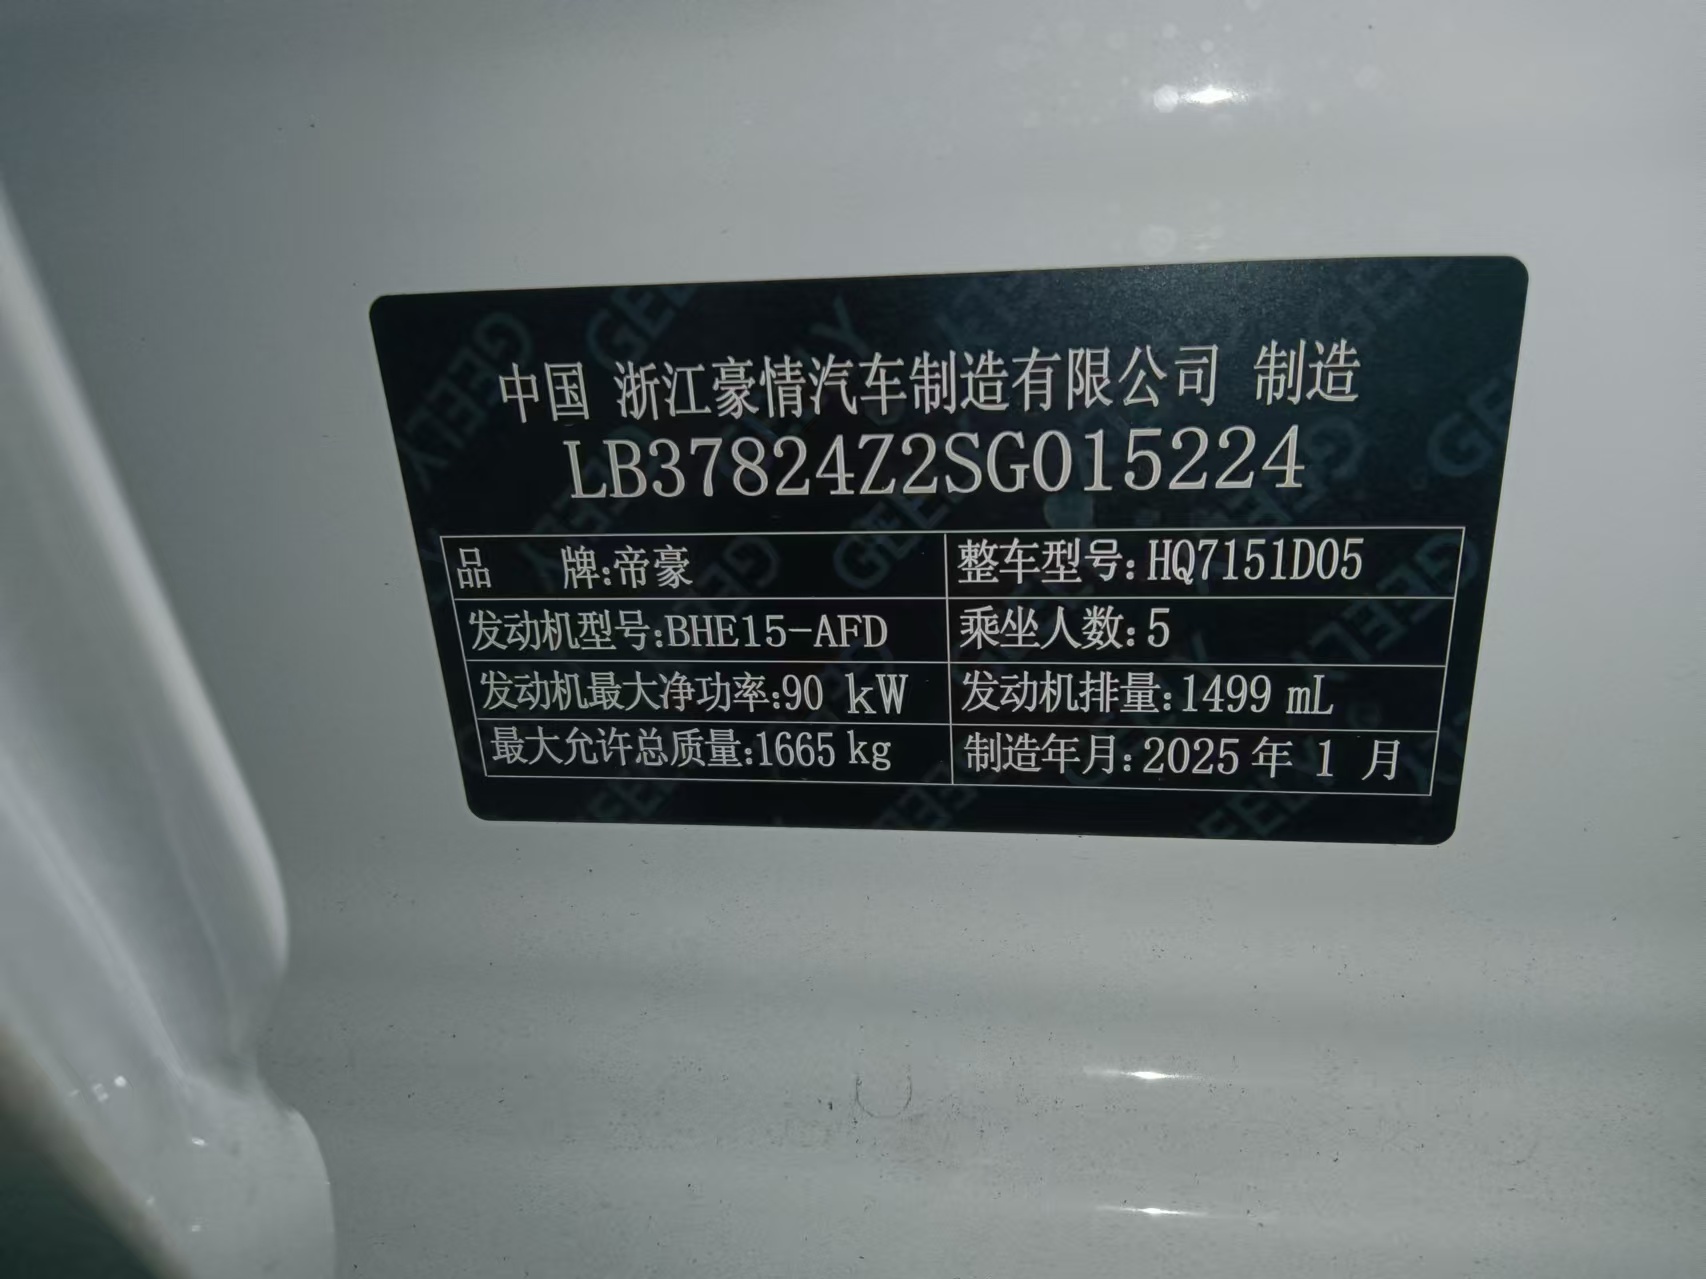 中国 浙江豪情汽车制造有限公司 制造
LB37824Z2SG015224
品 牌:帝豪 整车型号:HQ7151D05
发动机型号:BHE15-AFD 乘坐人数:5
发动机最大净功率:90 kW 发动机排量:1499 mL
最大允许总质量:1665 kg 制造年月:2025 年 1 月